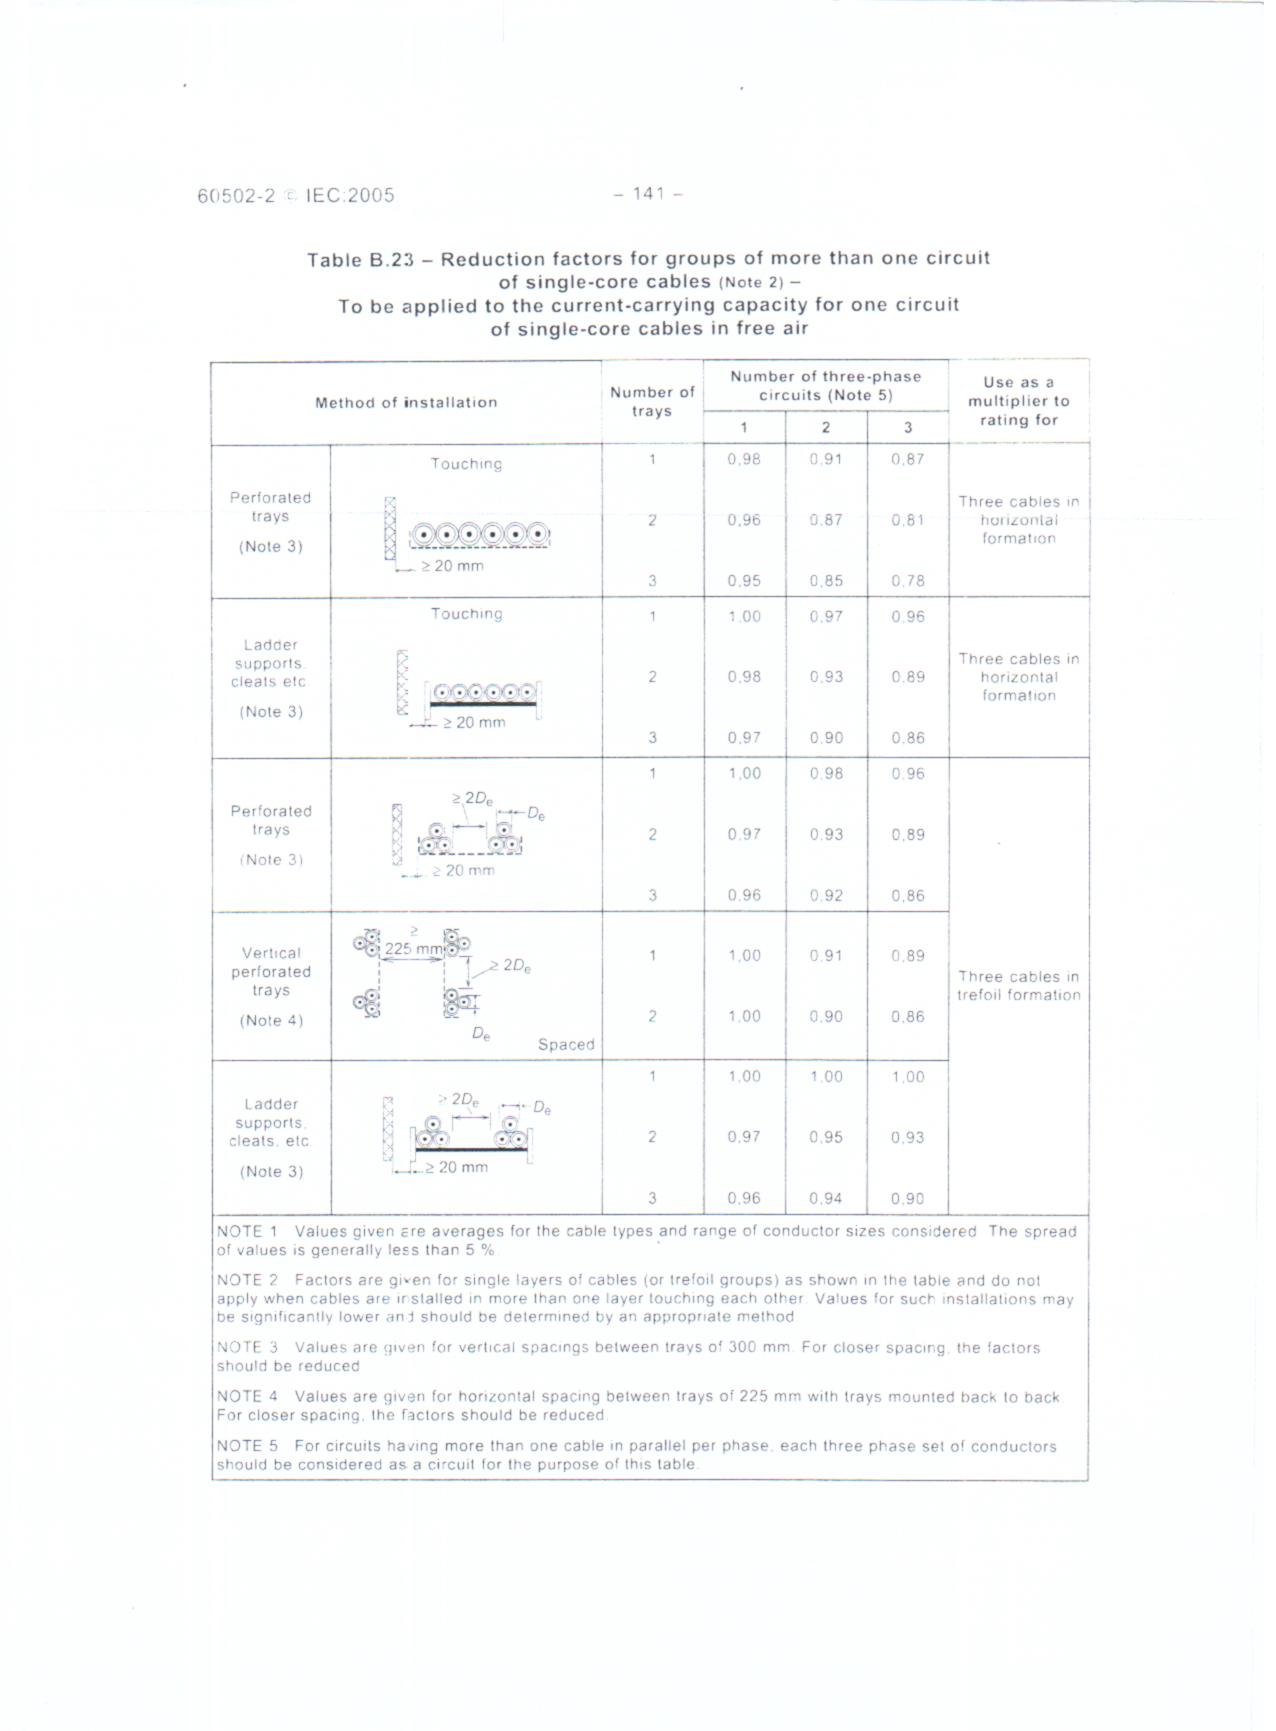 60502-2 © IEC:2005
– 141 –
Table B.23 – Reduction factors for groups of more than one circuit
of single-core cables (Note 2) –
To be applied to the current-carrying capacity for one circuit
of single-core cables in free air
Method of installation
Number of
trays
Number of three-phase
circuits (Note 5)
1 2 3
Use as a
multiplier to
rating for
Perforated
trays
(Note 3)
Touching
≥ 20 mm
1 0,98 0,91 0,87
2 0,96 0,87 0,81
3 0,95 0,85 0,78
Three cables in
horizontal
formation
Ladder
supports,
cleats etc
(Note 3)
Touching
≥ 20 mm
1 1,00 0,97 0,96
2 0,98 0,93 0,89
3 0,97 0,90 0,86
Three cables in
horizontal
formation
Perforated
trays
(Note 3)
≥ 2De
De
≥ 20 mm
1 1,00 0,98 0,96
2 0,97 0,93 0,89
3 0,96 0,92 0,86
Vertical
perforated
trays
(Note 4)
≥
225 mm
≥ 2De
De
Spaced
1 1,00 0,91 0,89
2 1,00 0,90 0,86
Three cables in
trefoil formation
Ladder
supports,
cleats, etc.
(Note 3)
≥ 2De
De
≥ 20 mm
1 1,00 1,00 1,00
2 0,97 0,95 0,93
3 0,96 0,94 0,90
NOTE 1 Values given are averages for the cable types and range of conductor sizes considered The spread
of values is generally less than 5 %
NOTE 2 Factors are given for single layers of cables (or trefoil groups) as shown in the table and do not
apply when cables are installed in more than one layer touching each other. Values for such installations may
be significantly lower and should be determined by an appropriate method
NOTE 3 Values are given for vertical spacings between trays of 300 mm. For closer spacing, the factors
should be reduced
NOTE 4 Values are given for horizontal spacing between trays of 225 mm with trays mounted back to back
For closer spacing, the factors should be reduced.
NOTE 5 For circuits having more than one cable in parallel per phase, each three phase set of conductors
should be considered as a circuit for the purpose of this table.